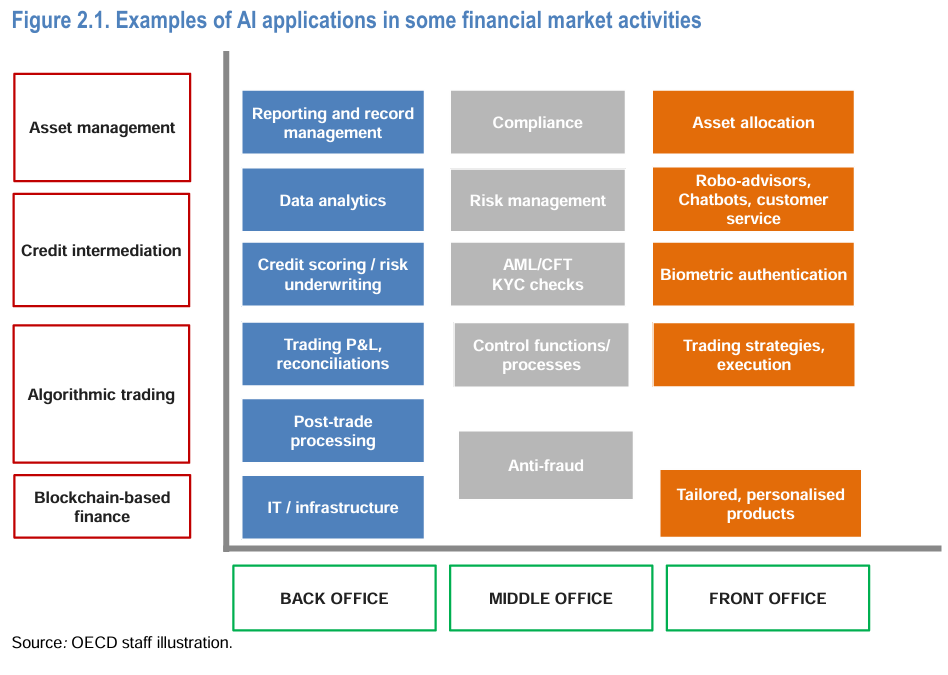 Figure 2.1. Examples of AI applications in some financial market activities
Asset management
Credit intermediation
Algorithmic trading
Blockchain-based
finance
Reporting and record
management
Data analytics
Credit scoring / risk
underwriting
Trading P&L,
reconciliations
Post-trade
processing
IT / infrastructure
Compliance
Risk management
AML/CFT
KYC checks
Control functions/
processes
Anti-fraud
Asset allocation
Robo-advisors,
Chatbots, customer
service
Biometric authentication
Trading strategies,
execution
Tailored, personalised
products
BACK OFFICE
MIDDLE OFFICE
FRONT OFFICE
Source: OECD staff illustration.